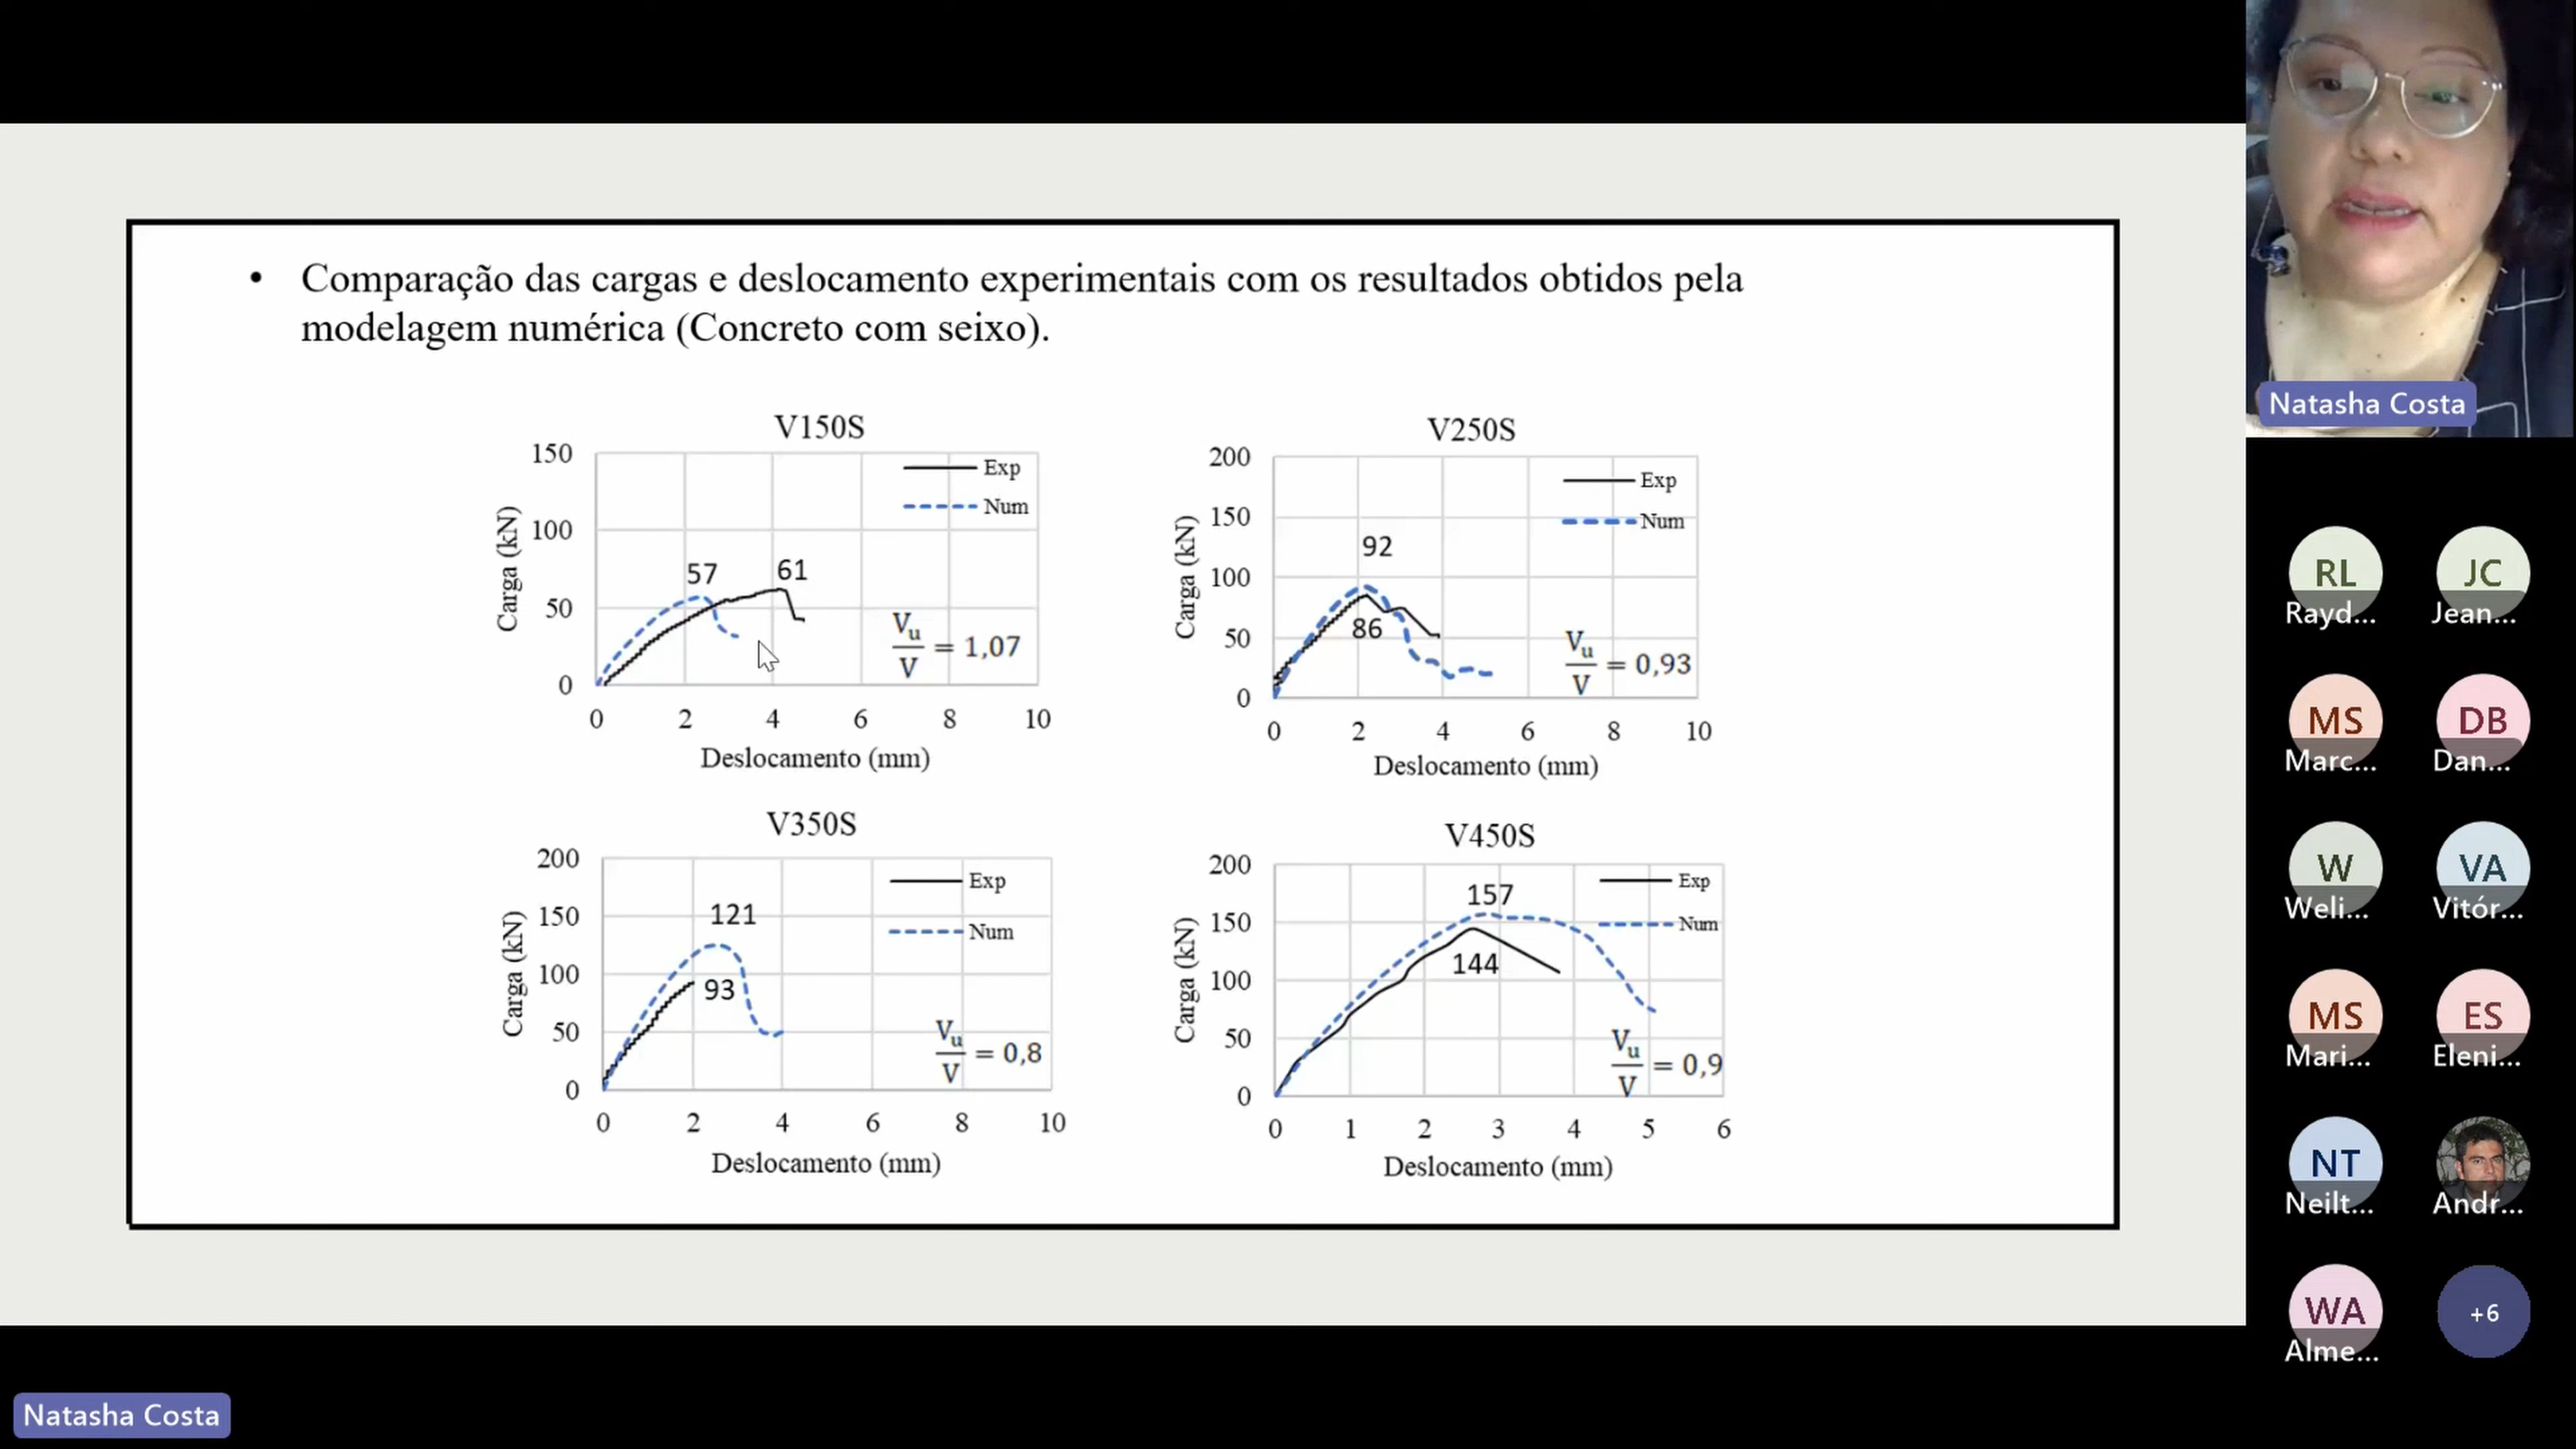 • Comparação das cargas e deslocamento experimentais com os resultados obtidos pela
modelagem numérica (Concreto com seixo).
V150S
150
100
50
0
Carga (kN)
Exp
Num
57
61
Vu/V = 1,07
0 2 4 6 8 10
Deslocamento (mm)
V250S
200
150
100
50
0
Carga (kN)
Exp
Num
92
86
Vu/V = 0,93
0 2 4 6 8 10
Deslocamento (mm)
V350S
200
150
100
50
0
Carga (kN)
Exp
Num
121
93
Vu/V = 0,8
0 2 4 6 8 10
Deslocamento (mm)
V450S
200
150
100
50
0
Carga (kN)
Exp
Num
157
144
Vu/V = 0,9
0 1 2 3 4 5 6
Deslocamento (mm)
Natasha Costa
RL
Rayd...
JC
Jean...
MS
Marc...
DB
Dan...
W
Weli...
VA
Vitór...
MS
Mari...
ES
Eleni...
NT
Neilt...
Andr...
WA
Alme...
+6
Natasha Costa